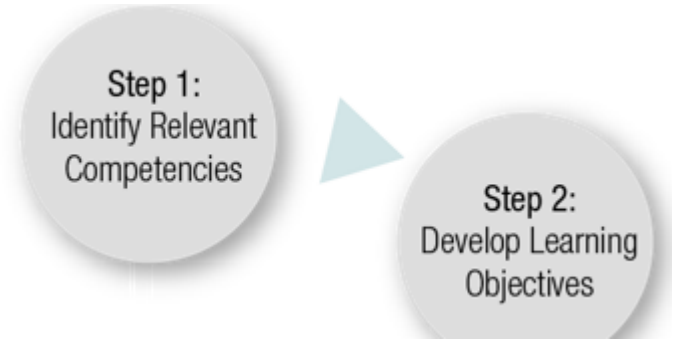 Step 1:
Identify Relevant
Competencies
Step 2:
Develop Learning
Objectives